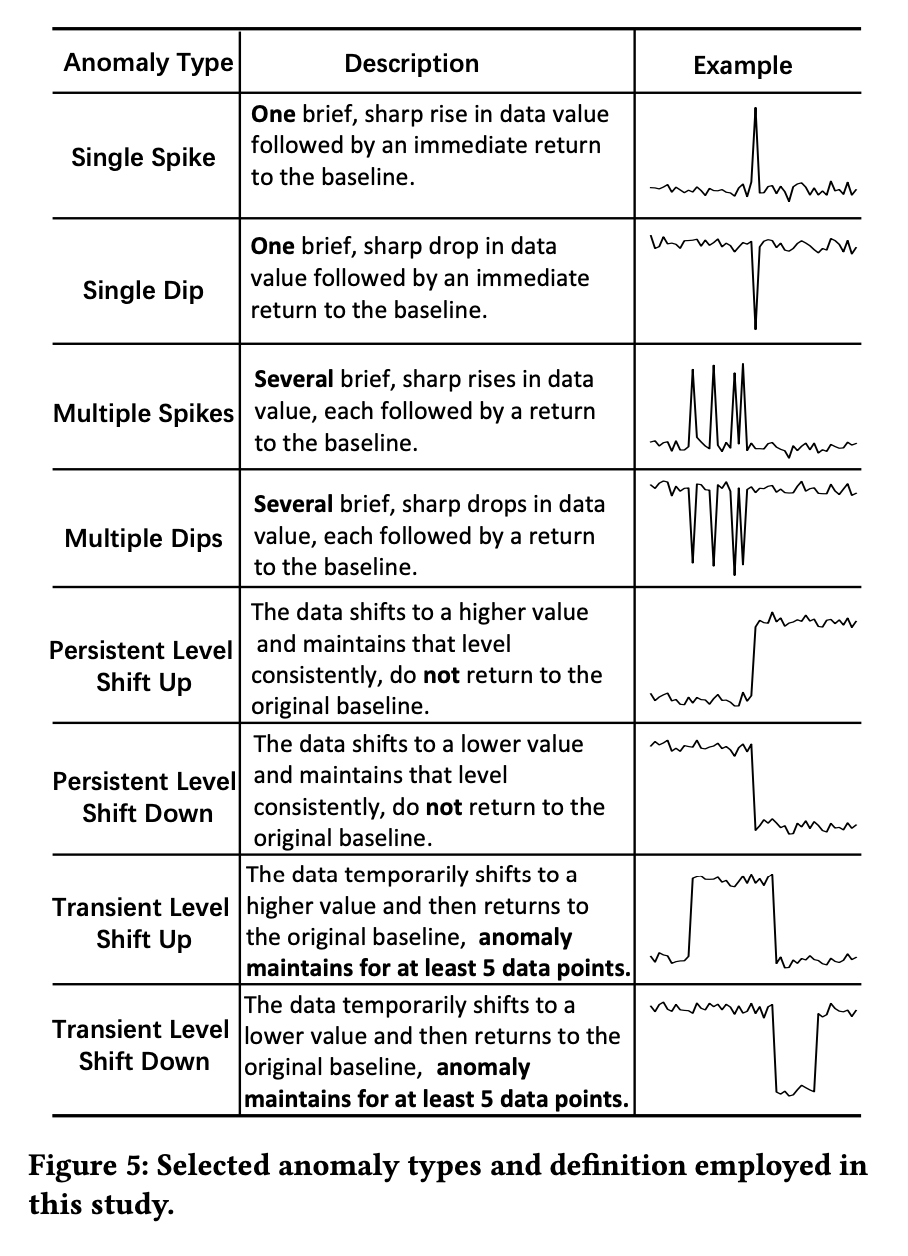 Anomaly Type Description Example
Single Spike
One brief, sharp rise in data value
followed by an immediate return
to the baseline.
Single Dip
One brief, sharp drop in data
value followed by an immediate
return to the baseline.
Multiple Spikes
Several brief, sharp rises in data
value, each followed by a return
to the baseline.
Multiple Dips
Several brief, sharp drops in data
value, each followed by a return
to the baseline.
Persistent Level
Shift Up
The data shifts to a higher value
and maintains that level
consistently, do not return to the
original baseline.
Persistent Level
Shift Down
The data shifts to a lower value
and maintains that level
consistently, do not return to the
original baseline.
Transient Level
Shift Up
The data temporarily shifts to a
higher value and then returns to
the original baseline, anomaly
maintains for at least 5 data points.
Transient Level
Shift Down
The data temporarily shifts to a
lower value and then returns to the
original baseline, anomaly
maintains for at least 5 data points.
Figure 5: Selected anomaly types and definition employed in
this study.